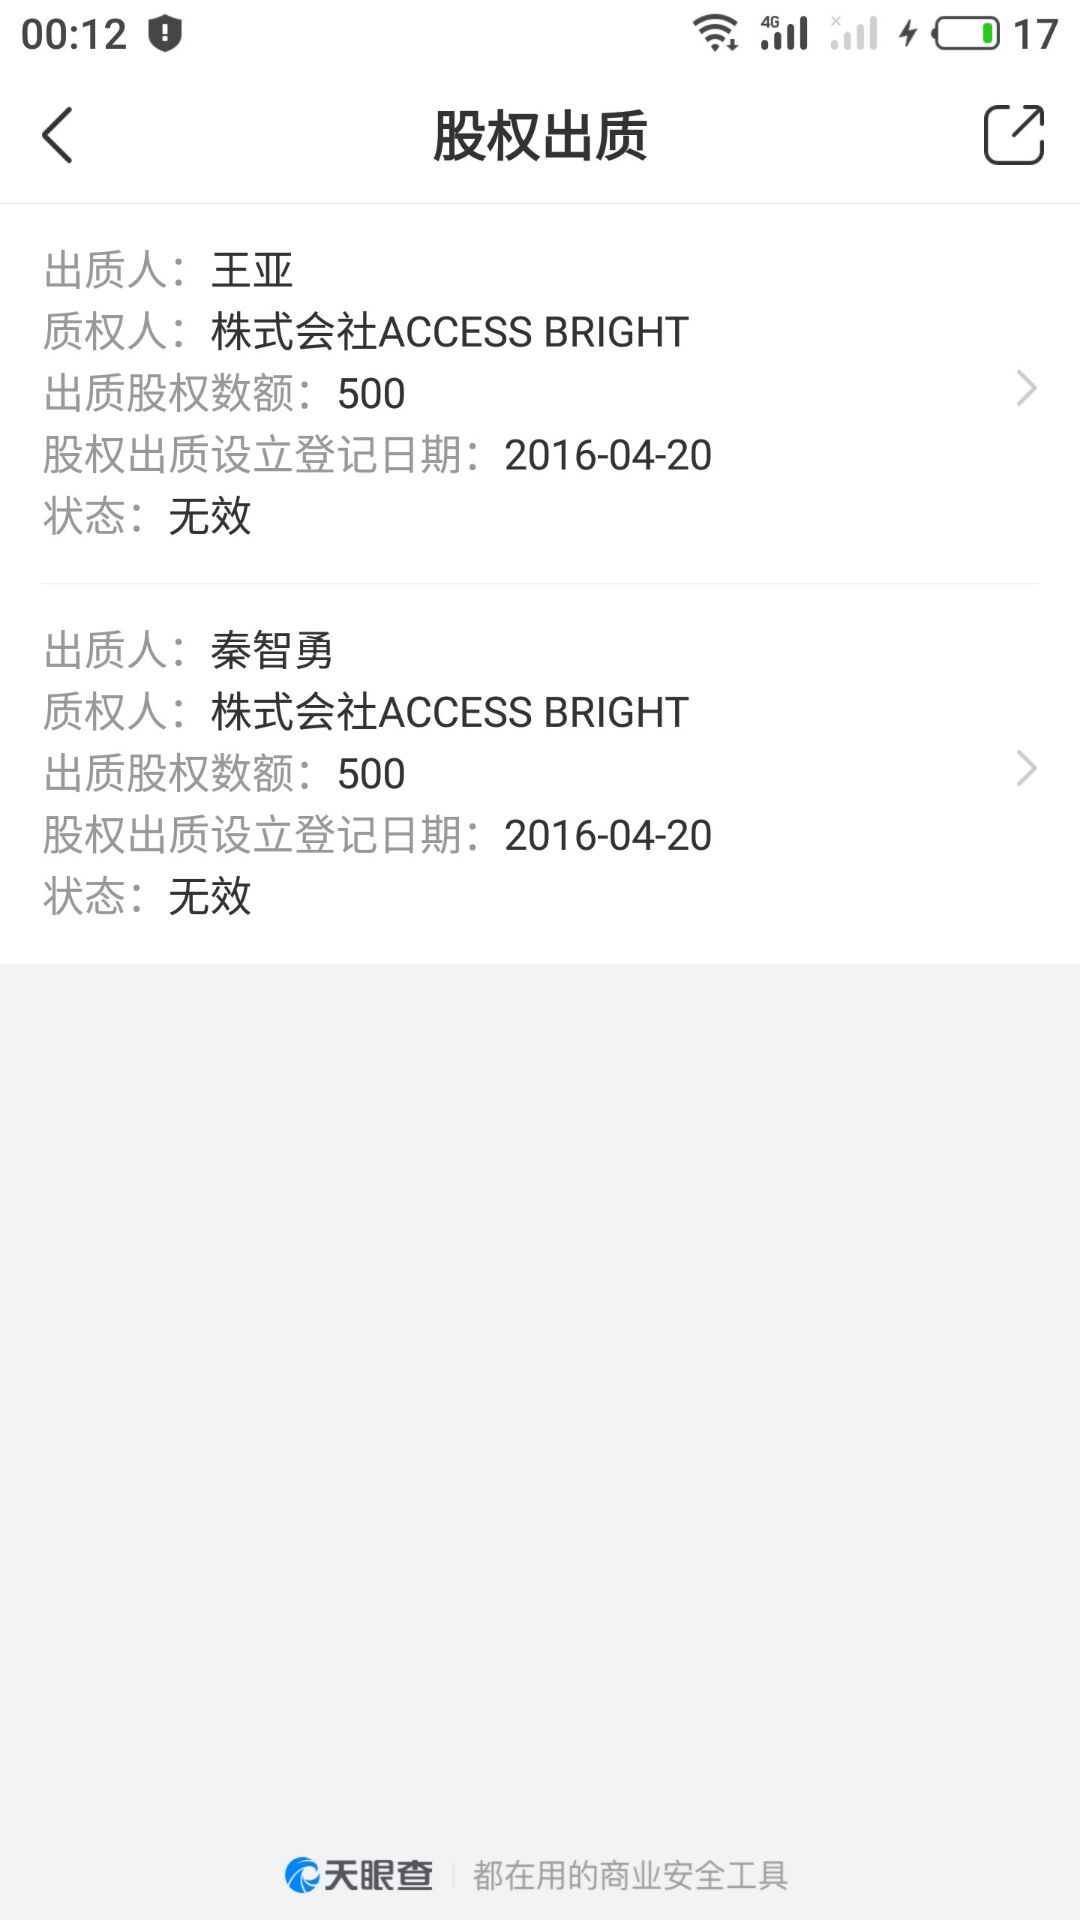 00:12 4G 17
股权出质
出质人：王亚
质权人：株式会社ACCESS BRIGHT
出质股权数额：500
股权出质设立登记日期：2016-04-20
状态：无效
出质人：秦智勇
质权人：株式会社ACCESS BRIGHT
出质股权数额：500
股权出质设立登记日期：2016-04-20
状态：无效
天眼查 都在用的商业安全工具